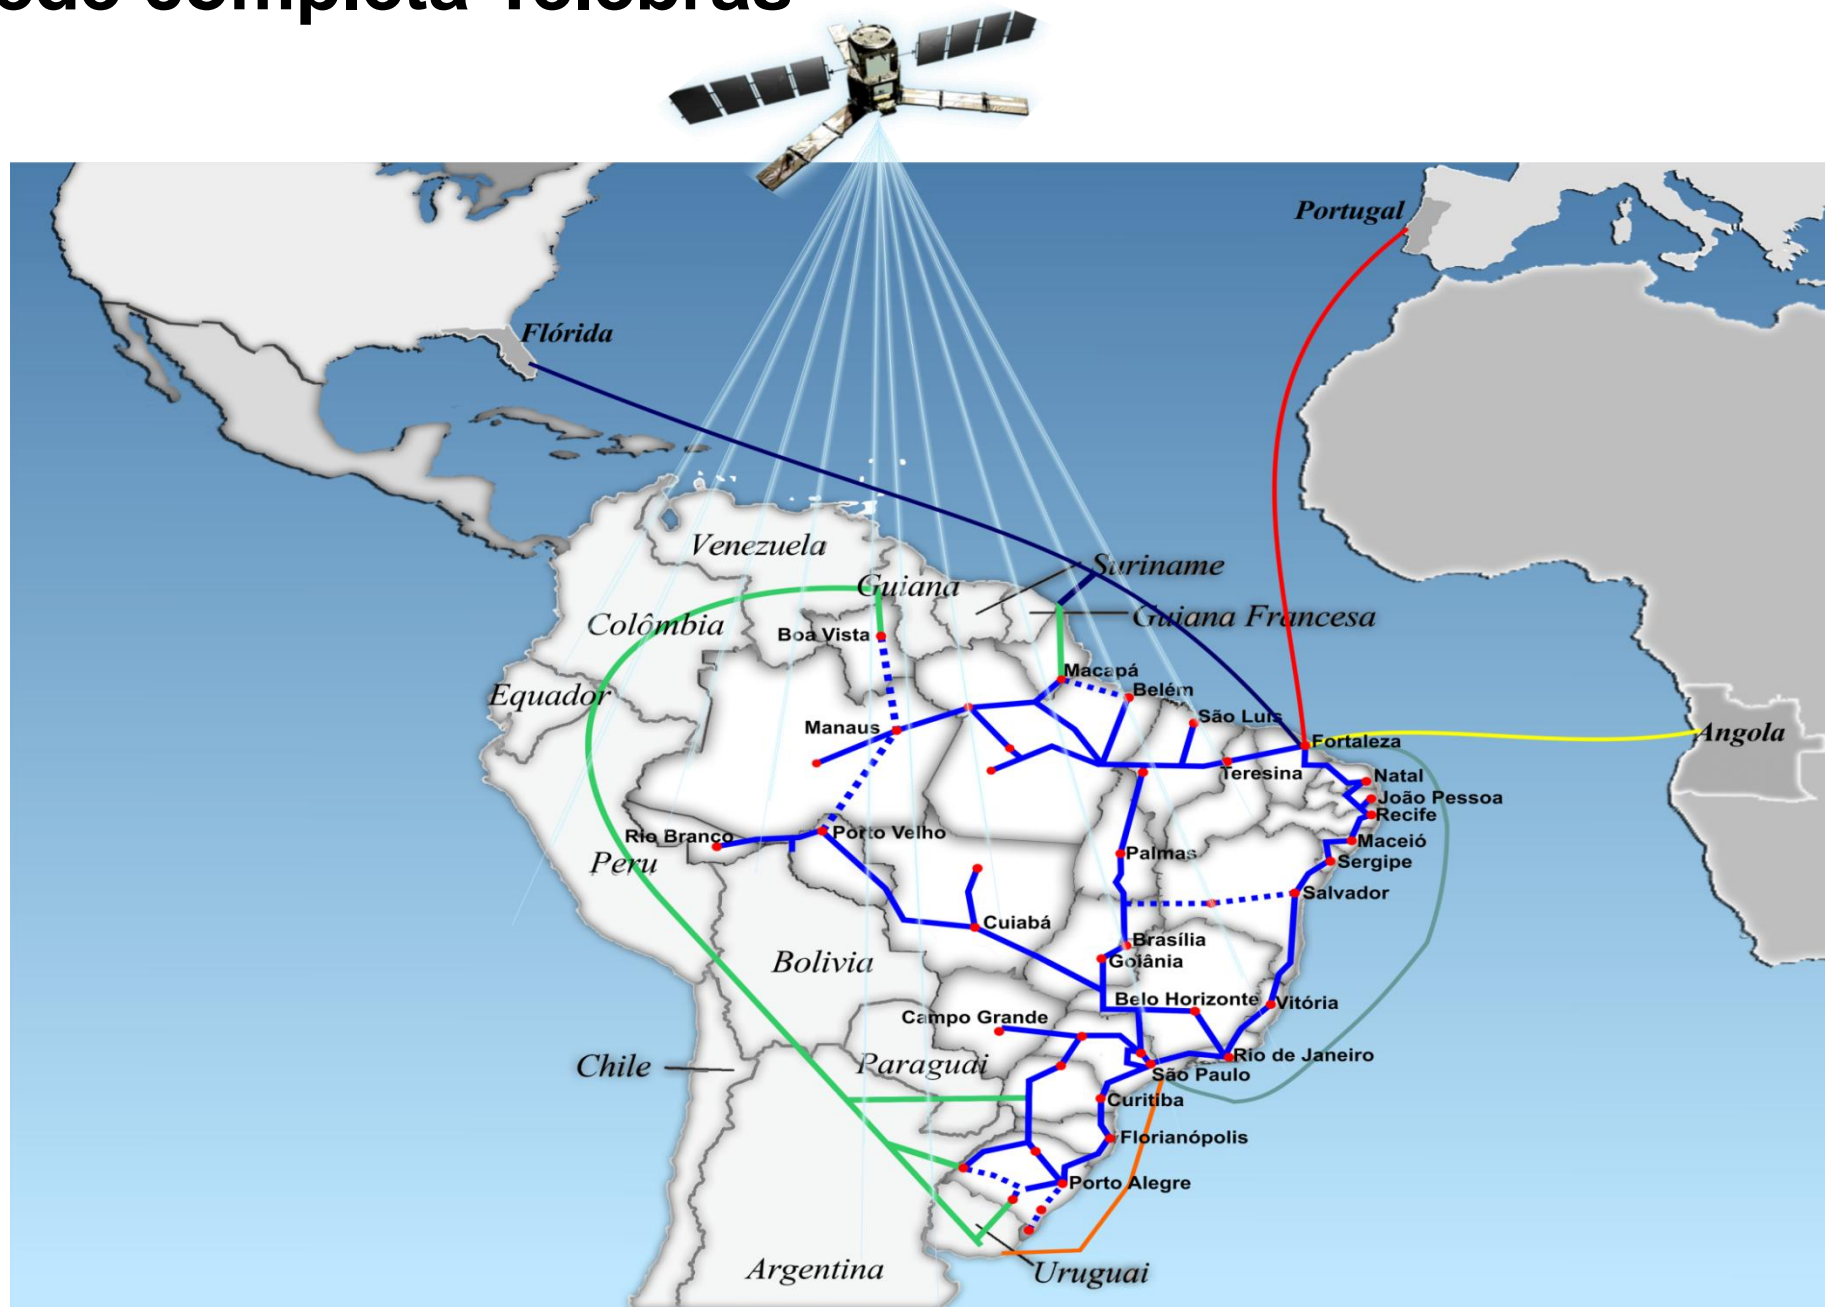 completa
Portugal
Flórida
Venezuela
Suriname
Guiana
Guiana Francesa
Colômbia
Boa Vista
Macapá
Equador
Belém
São Luís
Manaus
Angola
Fortaleza
Teresina
Natal
João Pessoa
Recife
Rio Branco
Porto Velho
Maceió
Palmas
Sergipe
Peru
Salvador
Cuiabá
Brasília
Bolivia
Goiânia
Belo Horizonte
Vitória
Campo Grande
Rio de Janeiro
Chile
Paraguai
São Paulo
Curitiba
Florianópolis
Porto Alegre
Argentina
Uruguai